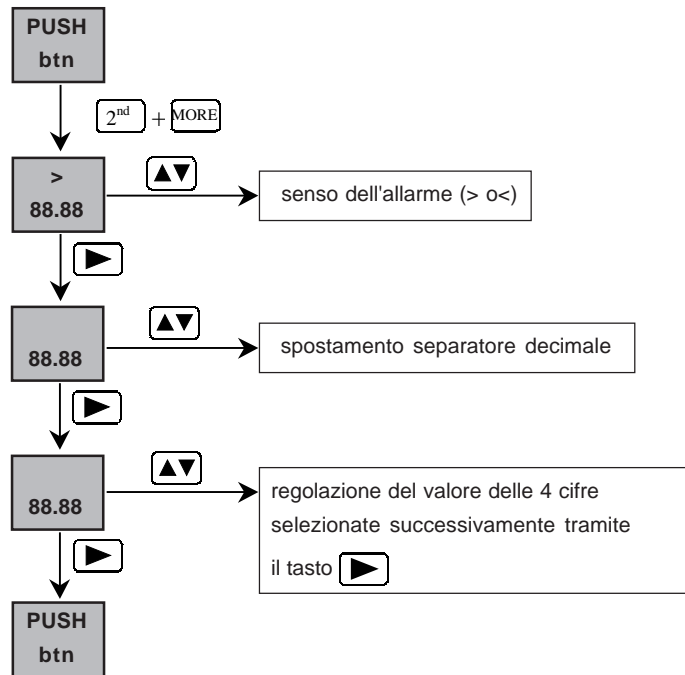 PUSH
btn
2nd + MORE
>
88.88
▲▼
senso dell'allarme (> o<)
▶
88.88
▲▼
spostamento separatore decimale
▶
88.88
▲▼
regolazione del valore delle 4 cifre
selezionate successivamente tramite
il tasto ▶
▶
PUSH
btn